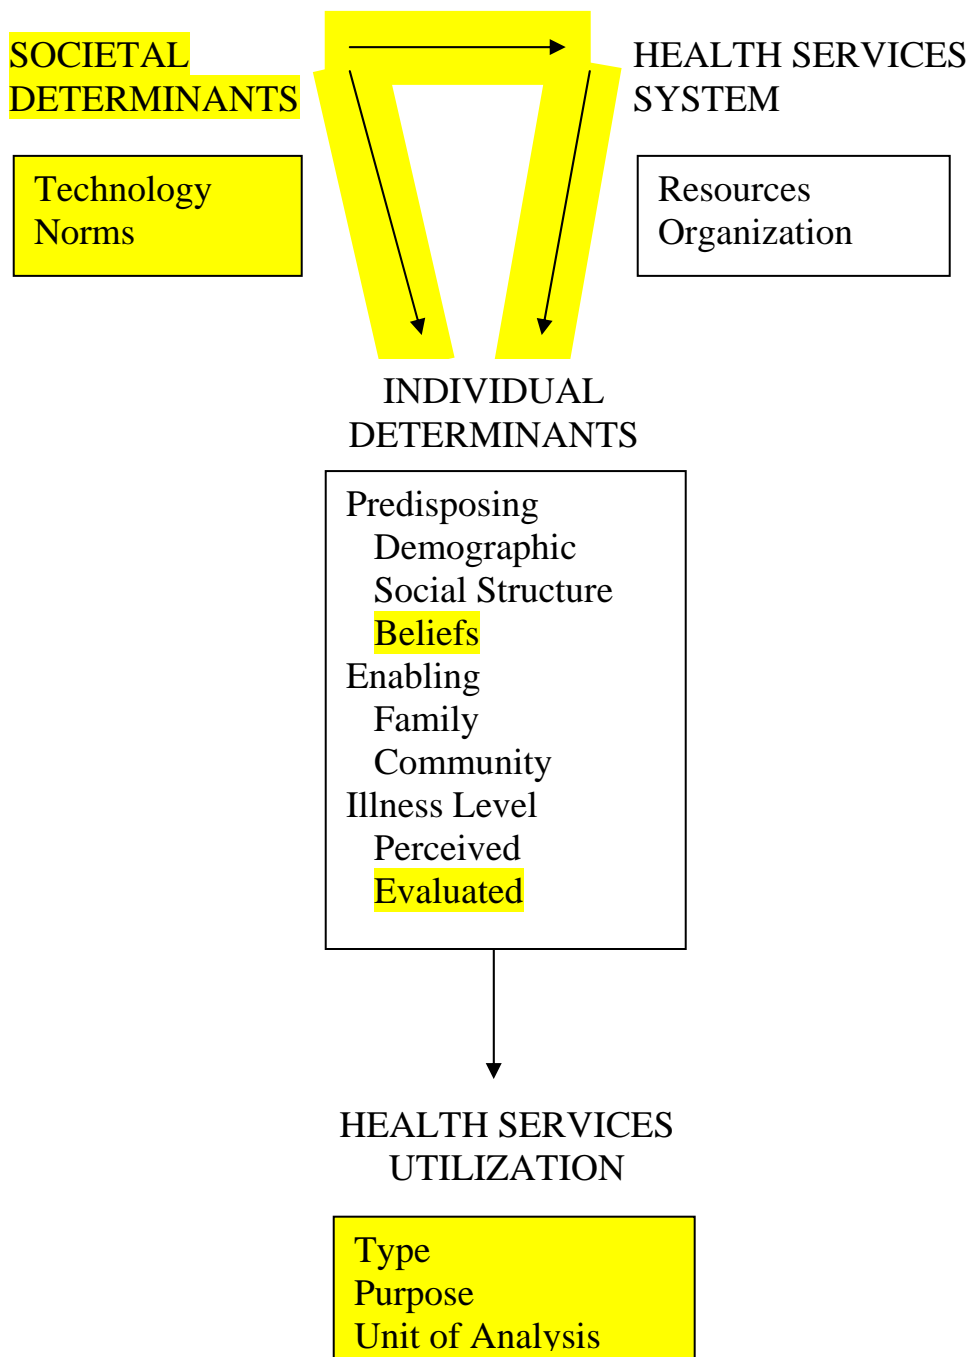 SOCIETAL
DETERMINANTS
HEALTH SERVICES
SYSTEM
Technology
Norms
Resources
Organization
INDIVIDUAL
DETERMINANTS
Predisposing
Demographic
Social Structure
Beliefs
Enabling
Family
Community
Illness Level
Perceived
Evaluated
HEALTH SERVICES
UTILIZATION
Type
Purpose
Unit of Analysis